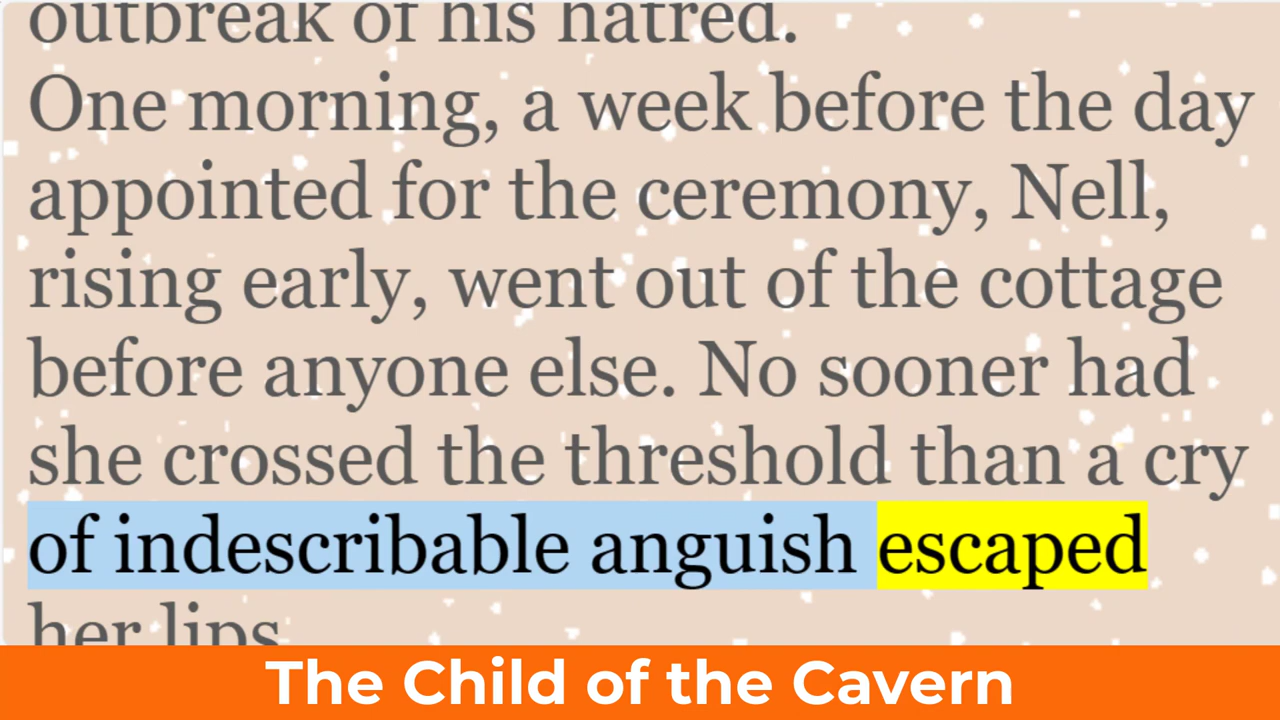 outbreak of his hatred.
One morning, a week before the day
appointed for the ceremony, Nell,
rising early, went out of the cottage
before anyone else. No sooner had
she crossed the threshold than a cry
of indescribable anguish escaped
her lips
The Child of the Cavern